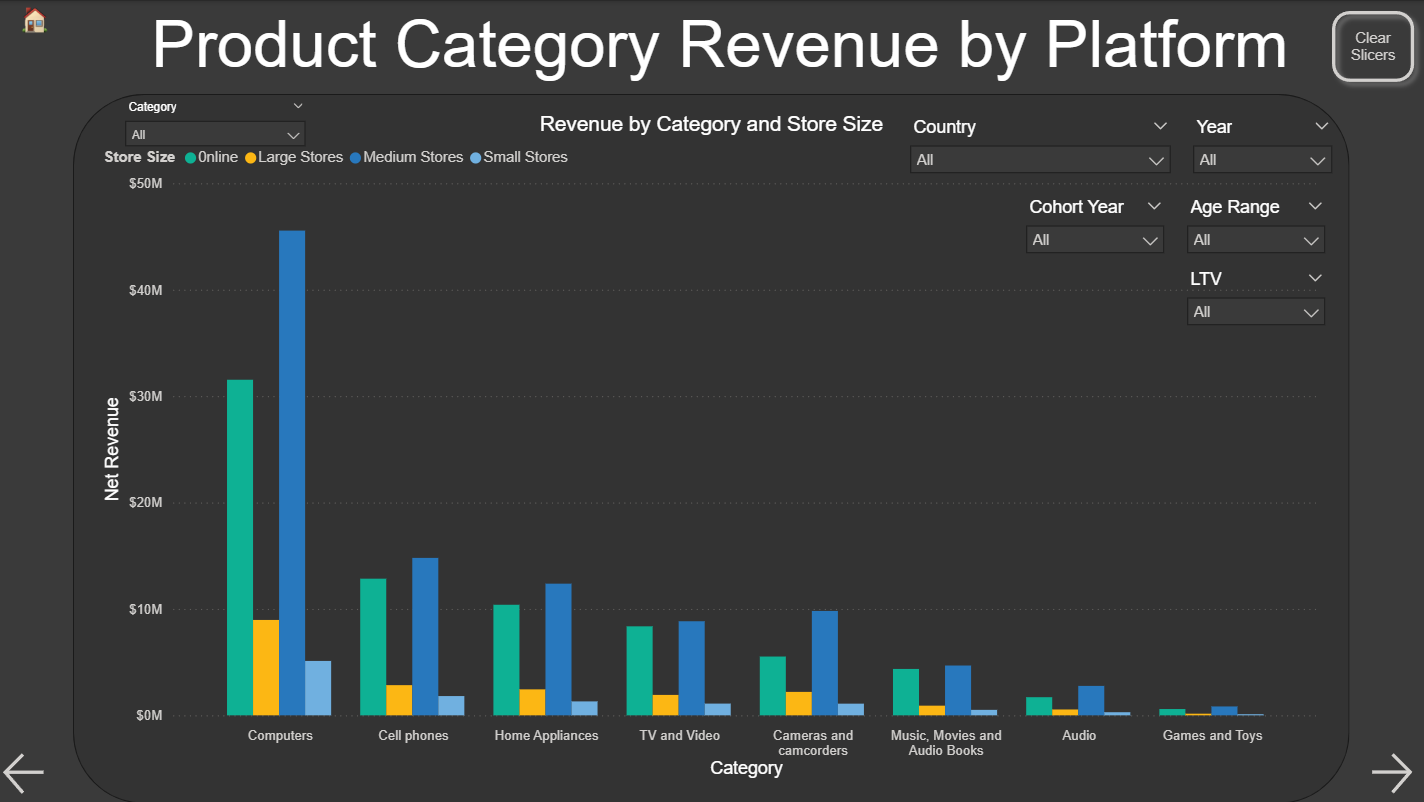 Product Category Revenue by Platform
Clear
Slicers
Category
All
Revenue by Category and Store Size
Country
All
Year
All
Store Size 0nline Large Stores Medium Stores Small Stores
Cohort Year
All
Age Range
All
LTV
All
$50M
$40M
$30M
$20M
$10M
$0M
Net Revenue
Computers
Cell phones
Home Appliances
TV and Video
Cameras and
camcorders
Music, Movies and
Audio Books
Audio
Games and Toys
Category